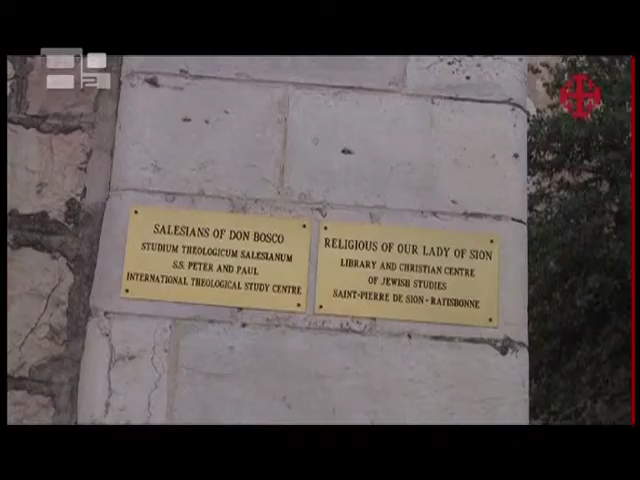 SALESIANS OF DON BOSCO
STUDIUM THEOLOGICUM SALESIANUM
S.S. PETER AND PAUL
INTERNATIONAL THEOLOGICAL STUDY CENTRE
RELIGIOUS OF OUR LADY OF SION
LIBRARY AND CHRISTIAN CENTRE
OF JEWISH STUDIES
SAINT-PIERRE DE SION - RATISBONNE